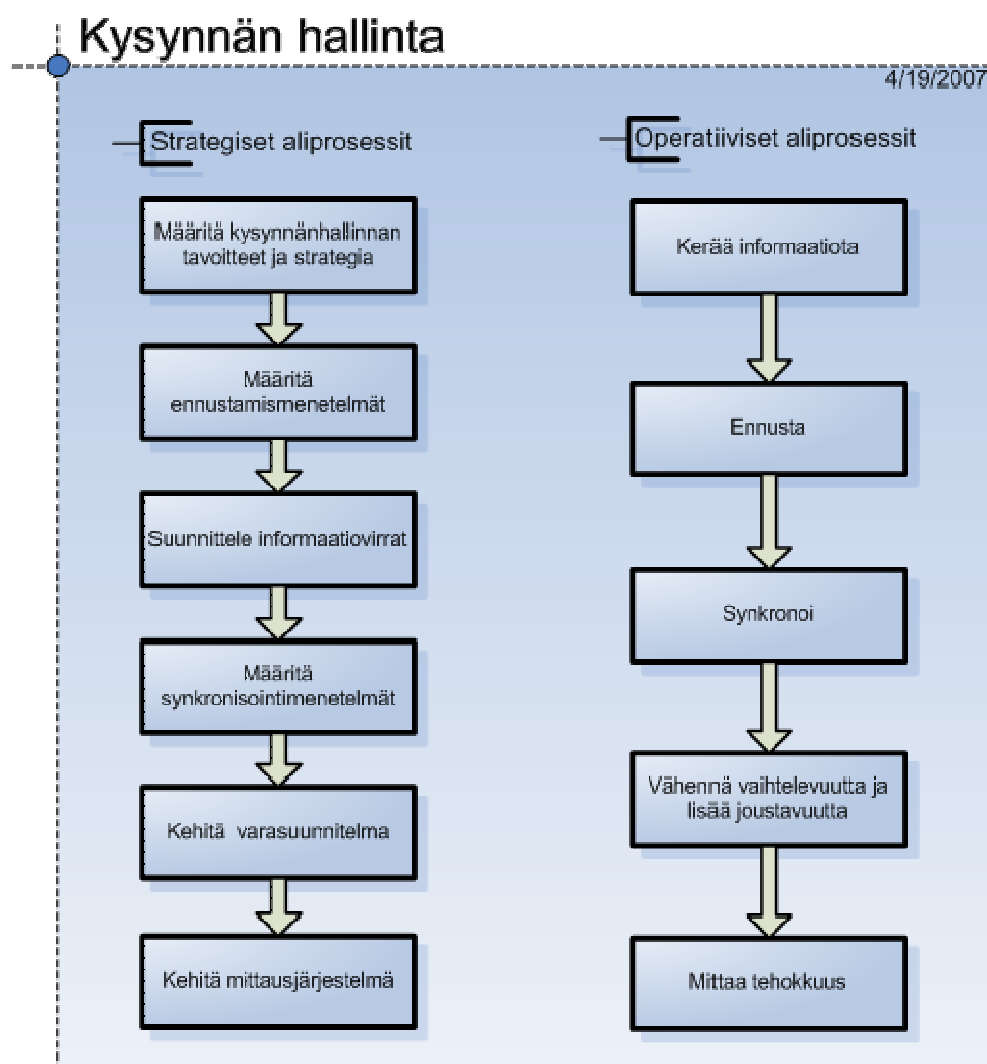 Kysynnän hallinta
4/19/2007
Strategiset aliprosessit
Määritä kysynnänhallinnan
tavoitteet ja strategia
Määritä
ennustamismenetelmät
Suunnittele informaatiovirrat
Määritä
synkronisointimenetelmät
Kehitä varasuunnitelma
Kehitä mittausjärjestelmä
Operatiiviset aliprosessit
Kerää informaatiota
Ennusta
Synkronoi
Vähennä vaihtelevuutta ja
lisää joustavuutta
Mittaa tehokkuus